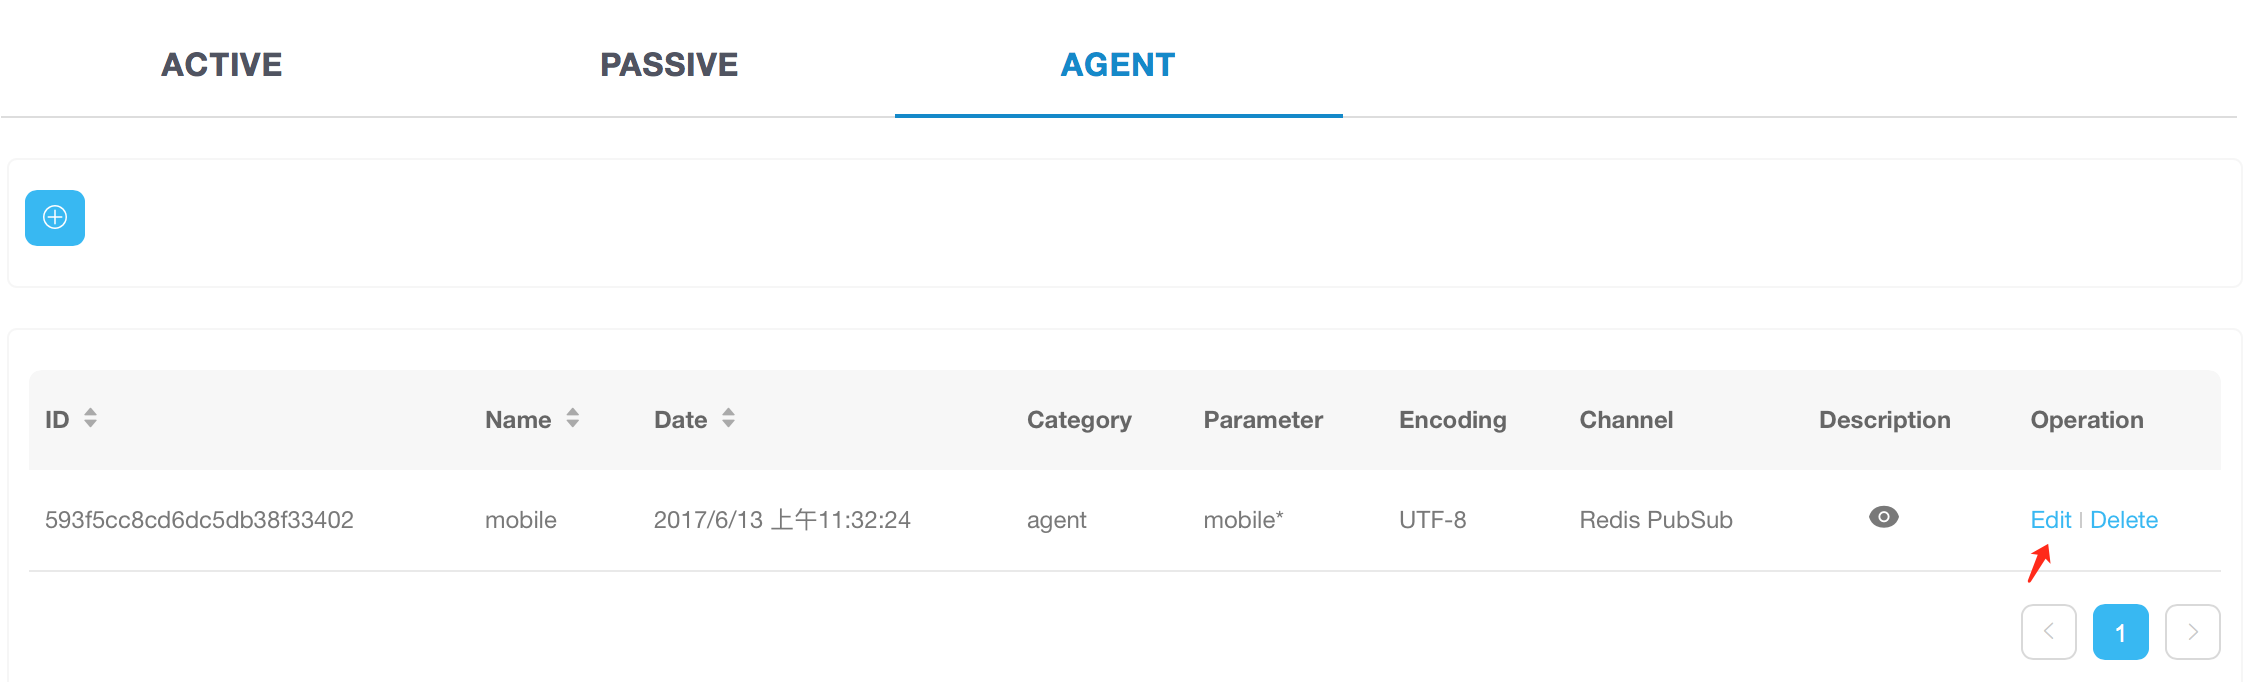 ACTIVE PASSIVE AGENT
ID Name Date Category Parameter Encoding Channel Description Operation
593f5cc8cd6dc5db38f33402 mobile 2017/6/13 上午11:32:24 agent mobile* UTF-8 Redis PubSub Edit | Delete
1